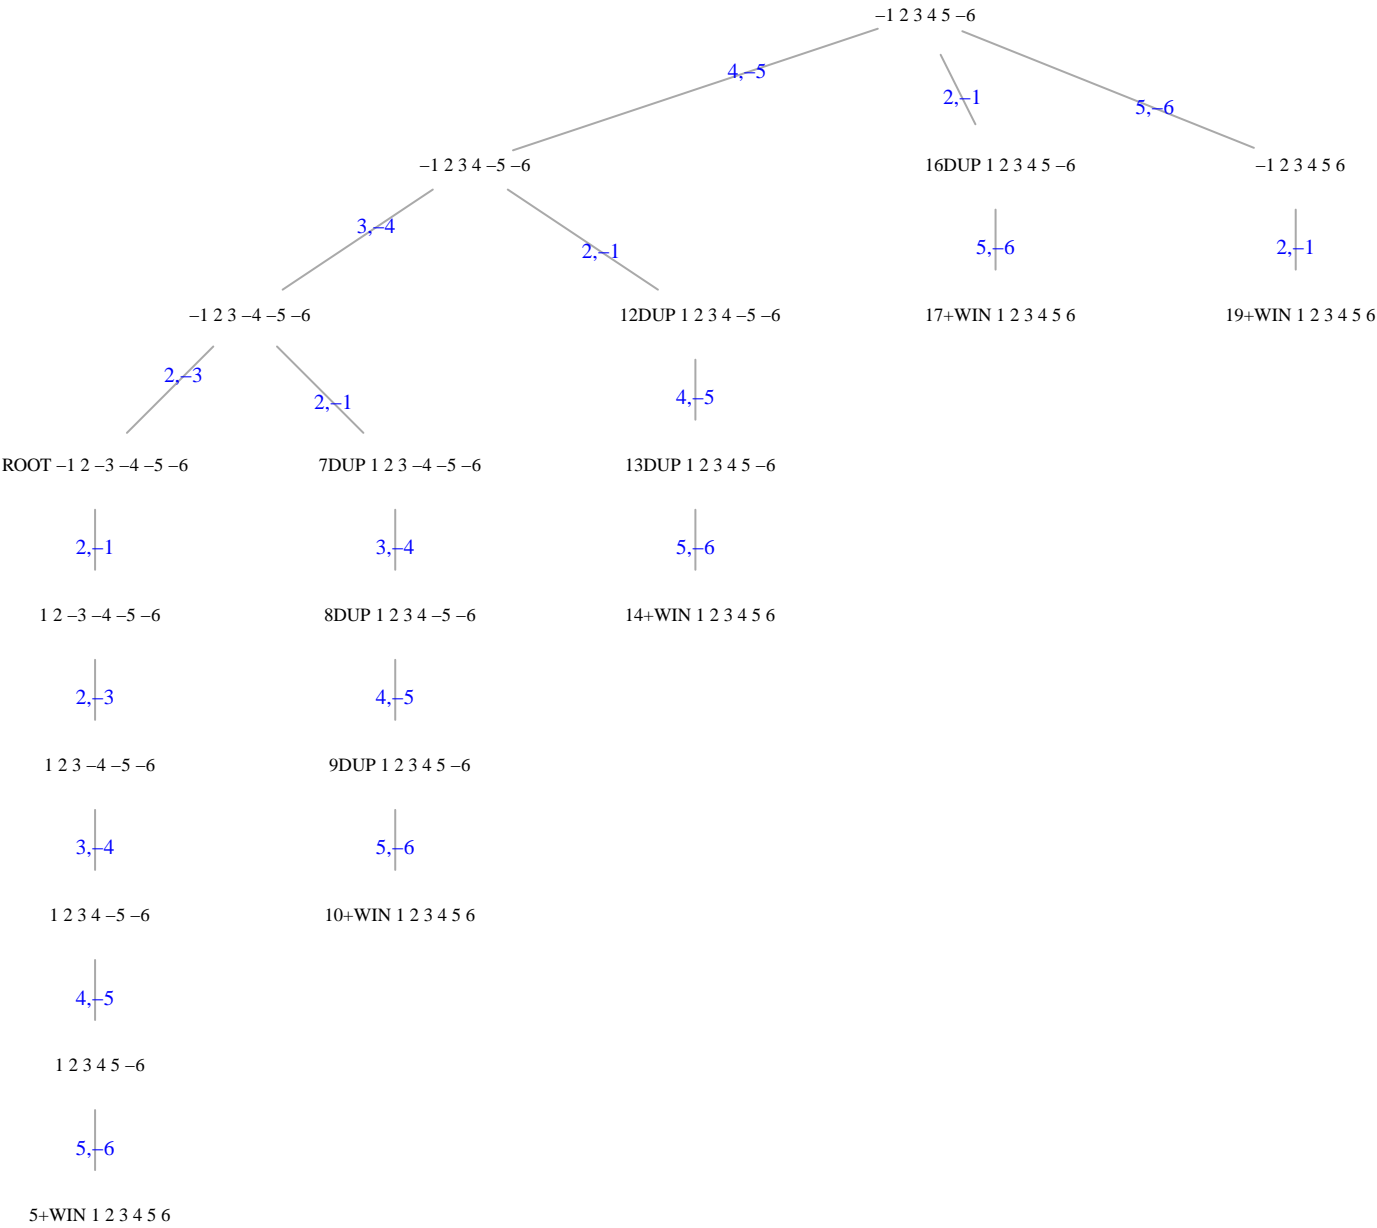 –1 2 3 4 5 –6
4,–5
2,–1
5,–6
–1 2 3 4 –5 –6
16DUP 1 2 3 4 5 –6
–1 2 3 4 5 6
3,–4
2,–1
5,–6
2,–1
–1 2 3 –4 –5 –6
12DUP 1 2 3 4 –5 –6
17+WIN 1 2 3 4 5 6
19+WIN 1 2 3 4 5 6
2,–3
2,–1
4,–5
ROOT –1 2 –3 –4 –5 –6
7DUP 1 2 3 –4 –5 –6
13DUP 1 2 3 4 5 –6
2,–1
3,–4
5,–6
1 2 –3 –4 –5 –6
8DUP 1 2 3 4 –5 –6
14+WIN 1 2 3 4 5 6
2,–3
4,–5
1 2 3 –4 –5 –6
9DUP 1 2 3 4 5 –6
3,–4
5,–6
1 2 3 4 –5 –6
10+WIN 1 2 3 4 5 6
4,–5
1 2 3 4 5 –6
5,–6
5+WIN 1 2 3 4 5 6